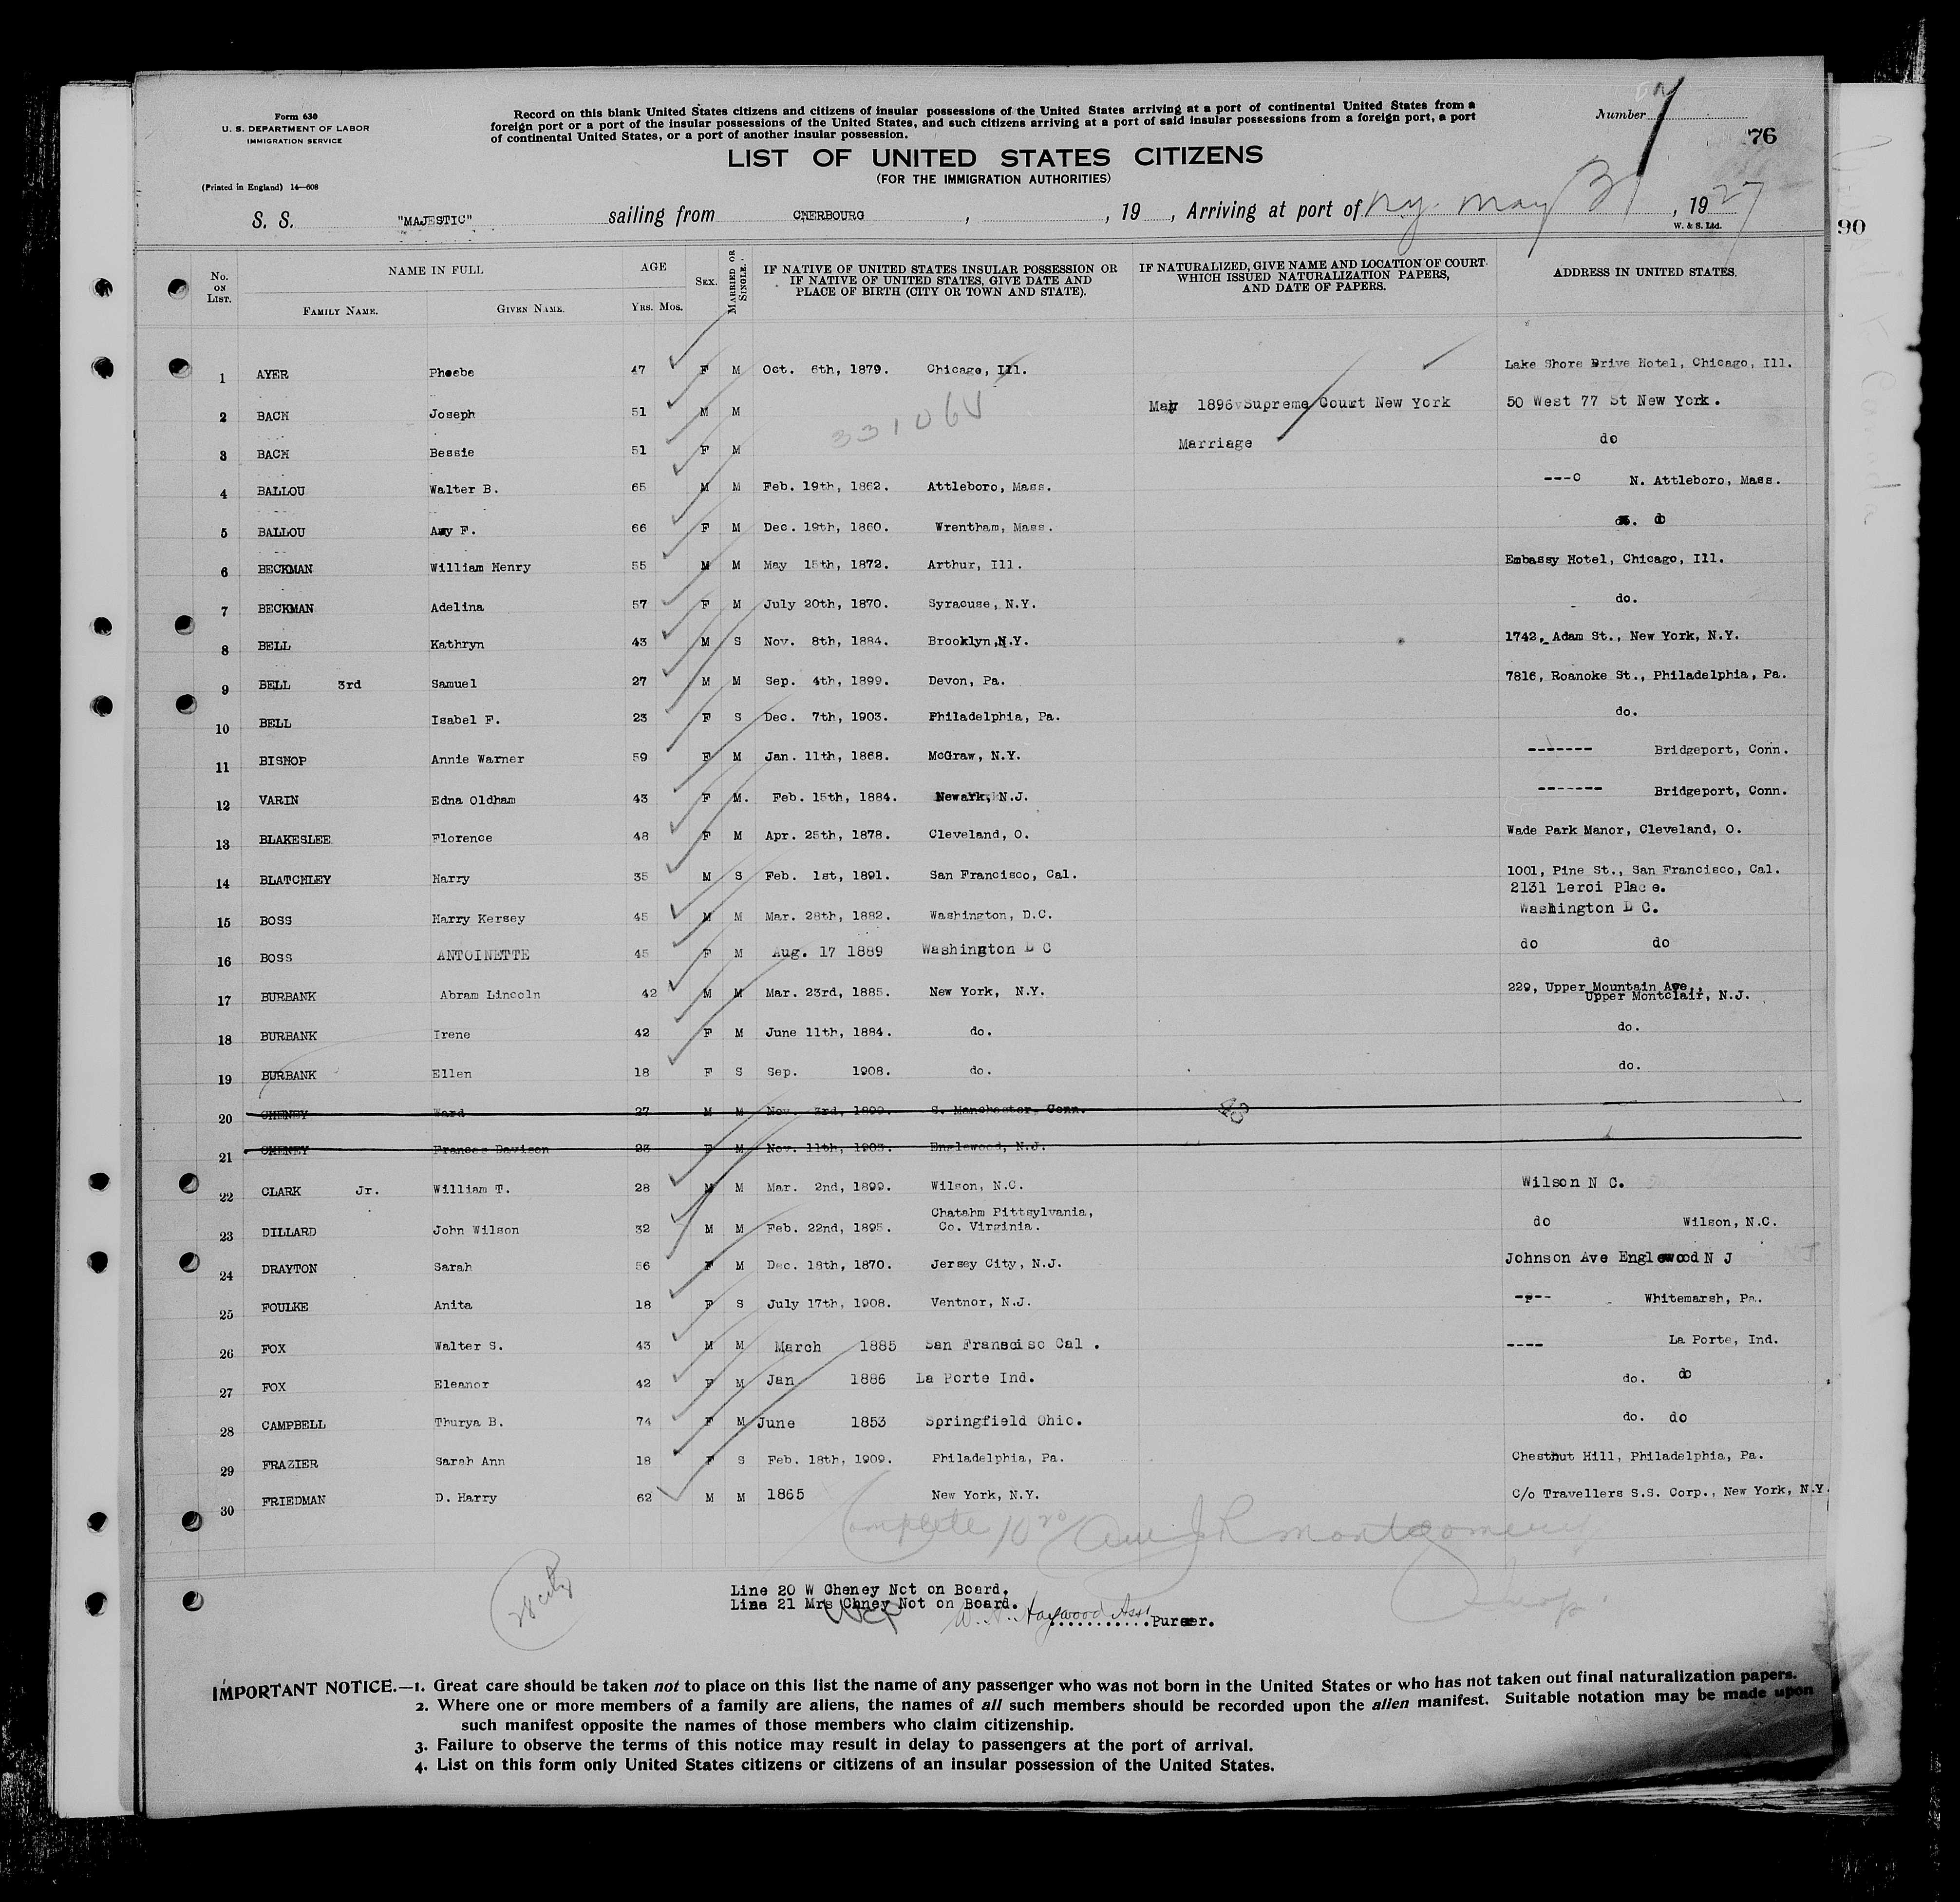 Form 630
U. S. DEPARTMENT OF LABOR
IMMIGRATION SERVICE
(Printed in England) 14—608
Record on this blank United States citizens and citizens of insular possessions of the United States arriving at a port of continental United States from a
foreign port or a port of the insular possessions of the United States, and such citizens arriving at a port of said insular possessions from a foreign port, a port
of continental United States, or a port of another insular possession.
Number
76
LIST OF UNITED STATES CITIZENS
(FOR THE IMMIGRATION AUTHORITIES)
S. S. "MAJESTIC" sailing from CHERBOURG , , 19 , Arriving at port of N.Y. May 31 , 1927
W. & S. Ltd.
90
No. ON LIST. NAME IN FULL AGE SEX. MARRIED OR SINGLE. IF NATIVE OF UNITED STATES INSULAR POSSESSION OR IF NATIVE OF UNITED STATES, GIVE DATE AND PLACE OF BIRTH (CITY OR TOWN AND STATE). IF NATURALIZED, GIVE NAME AND LOCATION OF COURT WHICH ISSUED NATURALIZATION PAPERS, AND DATE OF PAPERS. ADDRESS IN UNITED STATES.
FAMILY NAME. GIVEN NAME. YRS. MOS.
1 AYER Phoebe 47 F M Oct. 6th, 1879. Chicago, Ill. Lake Shore Drive Hotel, Chicago, Ill.
2 BACH Joseph 51 M M May 1896 Supreme Court New York 50 West 77 St New York.
331064
3 BACH Bessie 51 F M Marriage do
4 BALLOU Walter B. 65 M M Feb. 19th, 1862. Attleboro, Mass. ---o N. Attleboro, Mass.
5 BALLOU Amy F. 66 F M Dec. 19th, 1860. Wrentham, Mass. do. do
6 BECKMAN William Henry 55 M M May 15th, 1872. Arthur, Ill. Embassy Hotel, Chicago, Ill.
7 BECKMAN Adelina 57 F M July 20th, 1870. Syracuse, N.Y. do.
8 BELL Kathryn 43 M S Nov. 8th, 1884. Brooklyn,N.Y. 1742, Adam St., New York, N.Y.
9 BELL 3rd Samuel 27 M M Sep. 4th, 1899. Devon, Pa. 7816, Roanoke St., Philadelphia, Pa.
10 BELL Isabel F. 23 F S Dec. 7th, 1903. Philadelphia, Pa. do.
11 BISHOP Annie Warner 59 F M Jan. 11th, 1868. McGraw, N.Y. ------- Bridgeport, Conn.
12 VARIN Edna Oldham 43 F M. Feb. 15th, 1884. Newark, N.J. ------- Bridgeport, Conn.
13 BLAKESLEE Florence 48 F M Apr. 25th, 1878. Cleveland, O. Wade Park Manor, Cleveland, O.
14 BLATCHLEY Harry 35 M S Feb. 1st, 1891. San Francisco, Cal. 1001, Pine St., San Francisco, Cal.
2131 Leroi Place.
15 BOSS Harry Kersey 45 M M Mar. 28th, 1882. Washington, D.C. Washington D C.
16 BOSS ANTOINETTE 45 F M Aug. 17 1889 Washington D C do do
17 BURBANK Abram Lincoln 42 M M Mar. 23rd, 1885. New York, N.Y. 229, Upper Mountain Ave.,
Upper Montclair, N.J.
18 BURBANK Irene 42 F M June 11th, 1884. do. do.
19 BURBANK Ellen 18 F S Sep. 1908. do. do.
20 CHENEY Ward 27 M M Nov. 3rd, 1899. S. Manchester, Conn.
21 CHENEY Frances Davison 23 F M Nov. 11th, 1903. Englewood, N.J.
22 CLARK Jr. William T. 28 M M Mar. 2nd, 1899. Wilson, N.C. Wilson N C.
23 DILLARD John Wilson 32 M M Feb. 22nd, 1895. Chatahm Pittsylvania, Co. Virginia. do Wilson, N.C.
24 DRAYTON Sarah 56 F M Dec. 18th, 1870. Jersey City, N.J. Johnson Ave Englewood N J
25 FOULKE Anita 18 F S July 17th, 1908. Ventnor, N.J. ---- Whitemarsh, Pa.
26 FOX Walter S. 43 M M March 1885 San Franscisc Cal . ---- La Porte, Ind.
27 FOX Eleanor 42 F M Jan 1886 La Porte Ind. do. do
28 CAMPBELL Thurya B. 74 F M June 1853 Springfield Ohio. do. do
29 FRAZIER Sarah Ann 18 F S Feb. 18th, 1909. Philadelphia, Pa. Chestnut Hill, Philadelphia, Pa.
30 FRIEDMAN D. Harry 62 M M 1865 New York, N.Y. C/o Travellers S.S. Corp., New York, N.Y.
Complete Montgomery
Insp.
Line 20 W Cheney Not on Board.
Line 21 Mrs Chney Not on Board.
W. A. Haywood Asst ...........Purser.
IMPORTANT NOTICE.—1. Great care should be taken not to place on this list the name of any passenger who was not born in the United States or who has not taken out final naturalization papers.
2. Where one or more members of a family are aliens, the names of all such members should be recorded upon the alien manifest. Suitable notation may be made upon
such manifest opposite the names of those members who claim citizenship.
3. Failure to observe the terms of this notice may result in delay to passengers at the port of arrival.
4. List on this form only United States citizens or citizens of an insular possession of the United States.